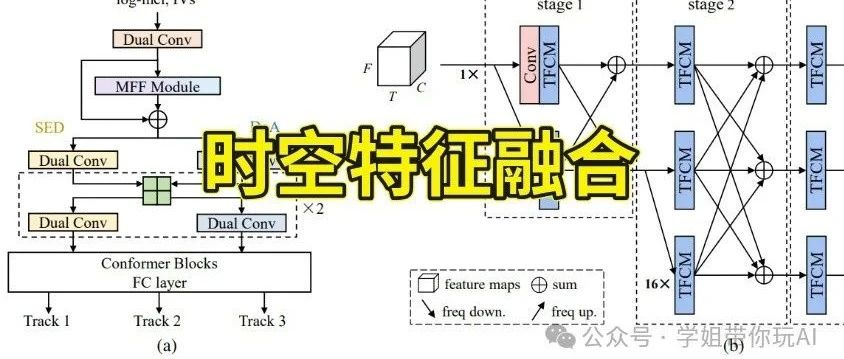 log-mel, IVs
Dual Conv
MFF Module
SED
Dual Conv
Dual Conv
Dual Conv
×2
Conformer Blocks
FC layer
Track 1
Track 2
Track 3
(a)
时空特征融合
stage 1
stage 2
F
T
C
1×
Conv
TFCM
TFCM
TFCM
TFCM
TFCM
TFCM
TFCM
16×
feature maps
sum
freq down.
freq up.
(b)
公众号 · 学姐带你玩AI